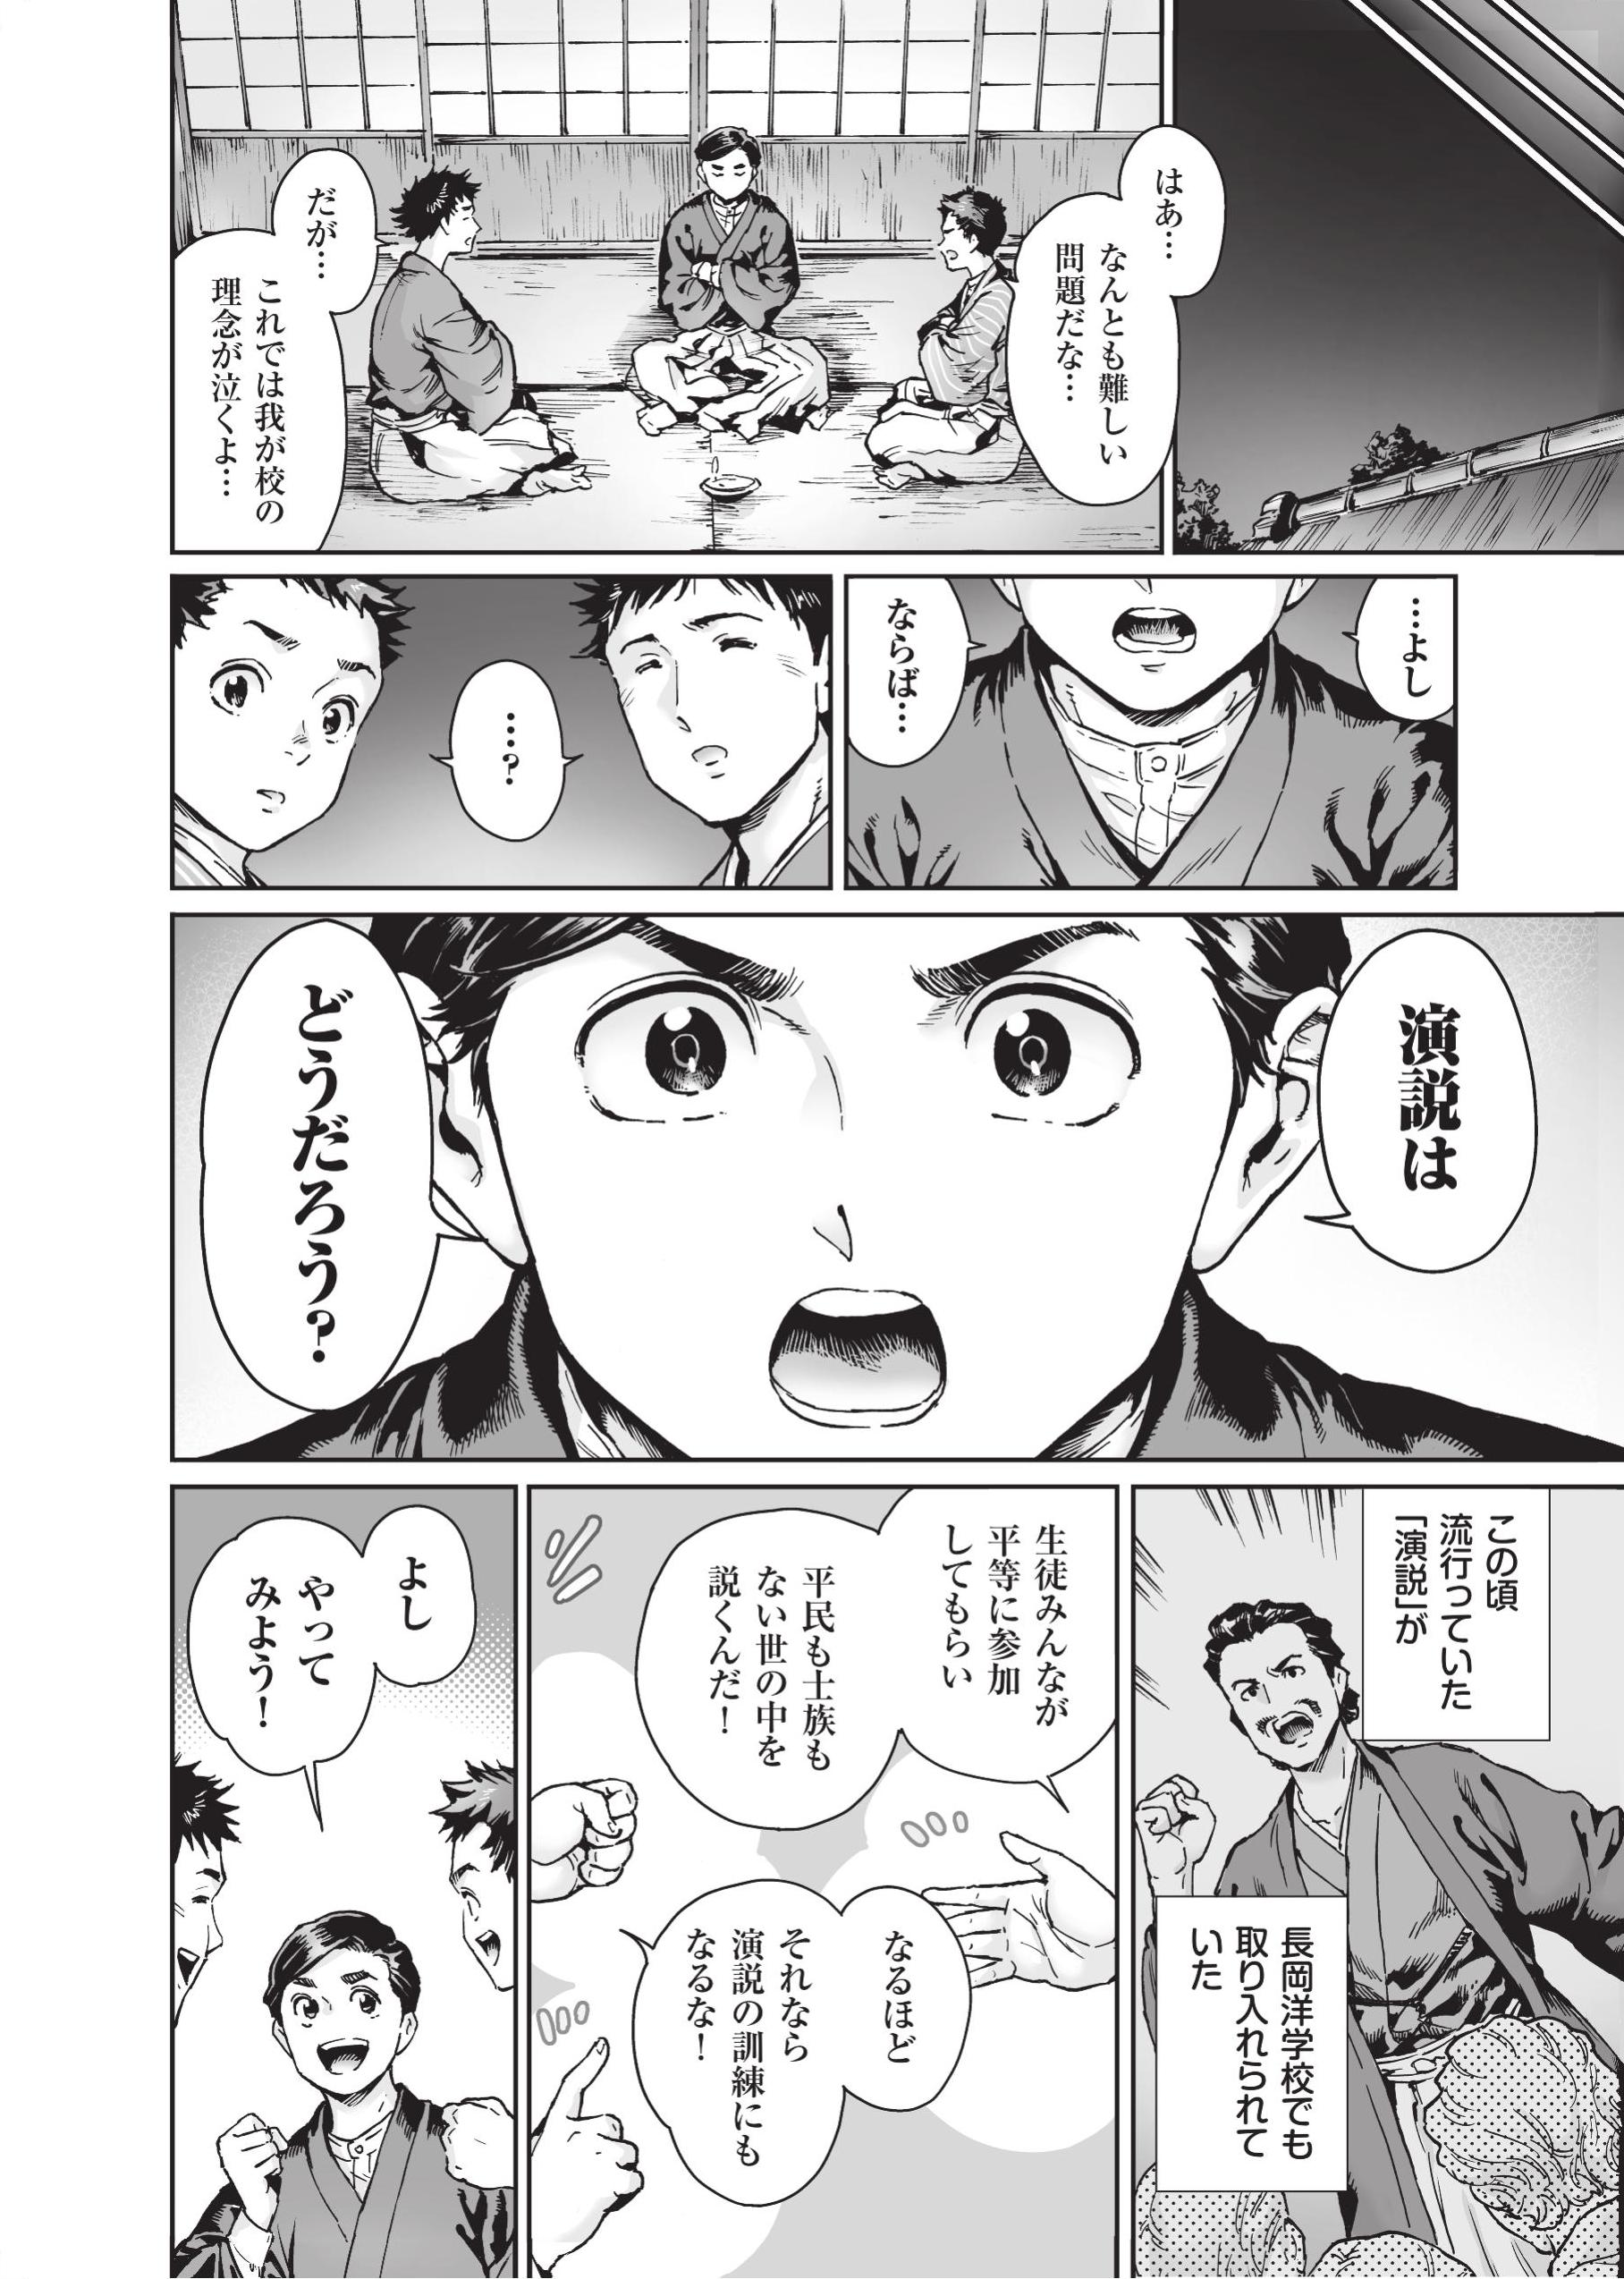 はあ…
なんとも難しい
問題だな…
だが…
これでは我が校の
理念が泣くよ…
…よし
ならば…
…?
演説は
どうだろう?
この頃
流行っていた
「演説」が
長岡洋学校でも
取り入れられて
いた
生徒みんなが
平等に参加
してもらい
平民も士族も
ない世の中を
説くんだ!
なるほど
それなら
演説の訓練にも
なるな!
よし
やって
みよう!